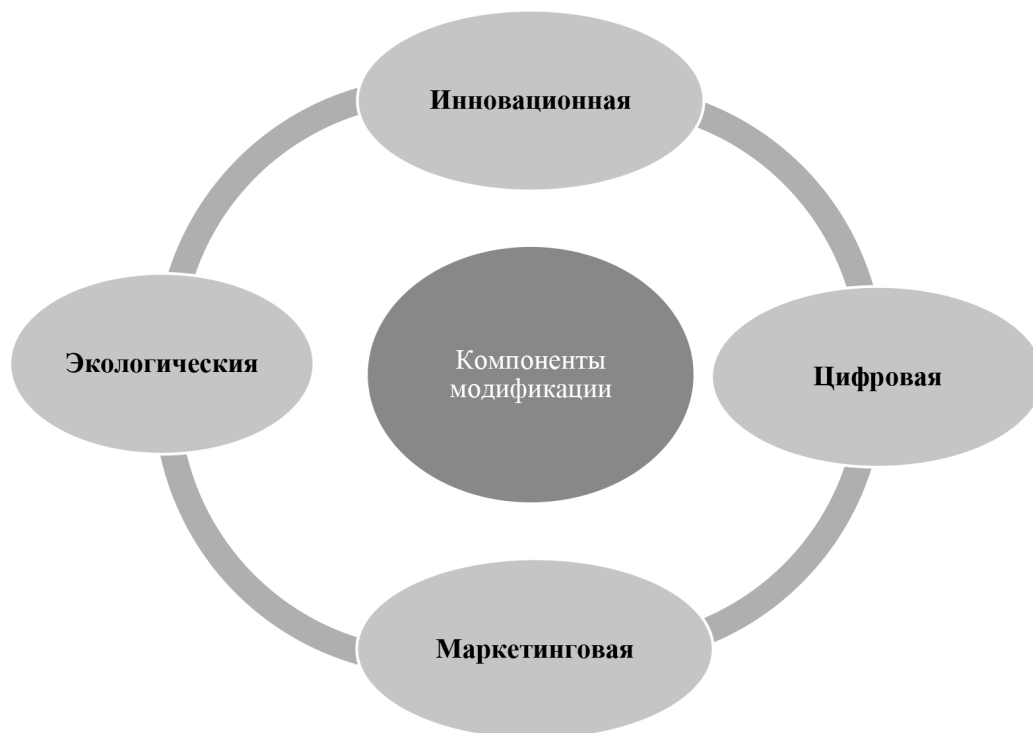 Инновационная
Экологическия
Компоненты
модификации
Цифровая
Маркетинговая